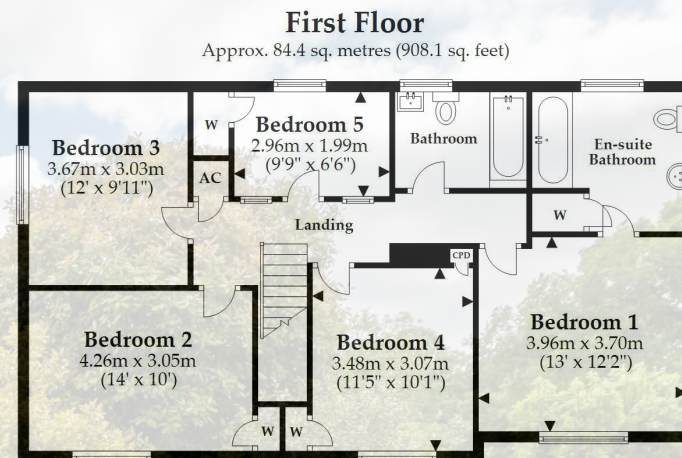 First Floor
Approx. 84.4 sq. metres (908.1 sq. feet)
Bedroom 3
3.67m x 3.03m
(12' x 9'11")
W
AC
Bedroom 5
2.96m x 1.99m
(9'9" x 6'6")
Bathroom
En-suite
Bathroom
W
Landing
CPD
Bedroom 2
4.26m x 3.05m
(14' x 10')
Bedroom 4
3.48m x 3.07m
(11'5" x 10'1")
Bedroom 1
3.96m x 3.70m
(13' x 12'2")
W
W